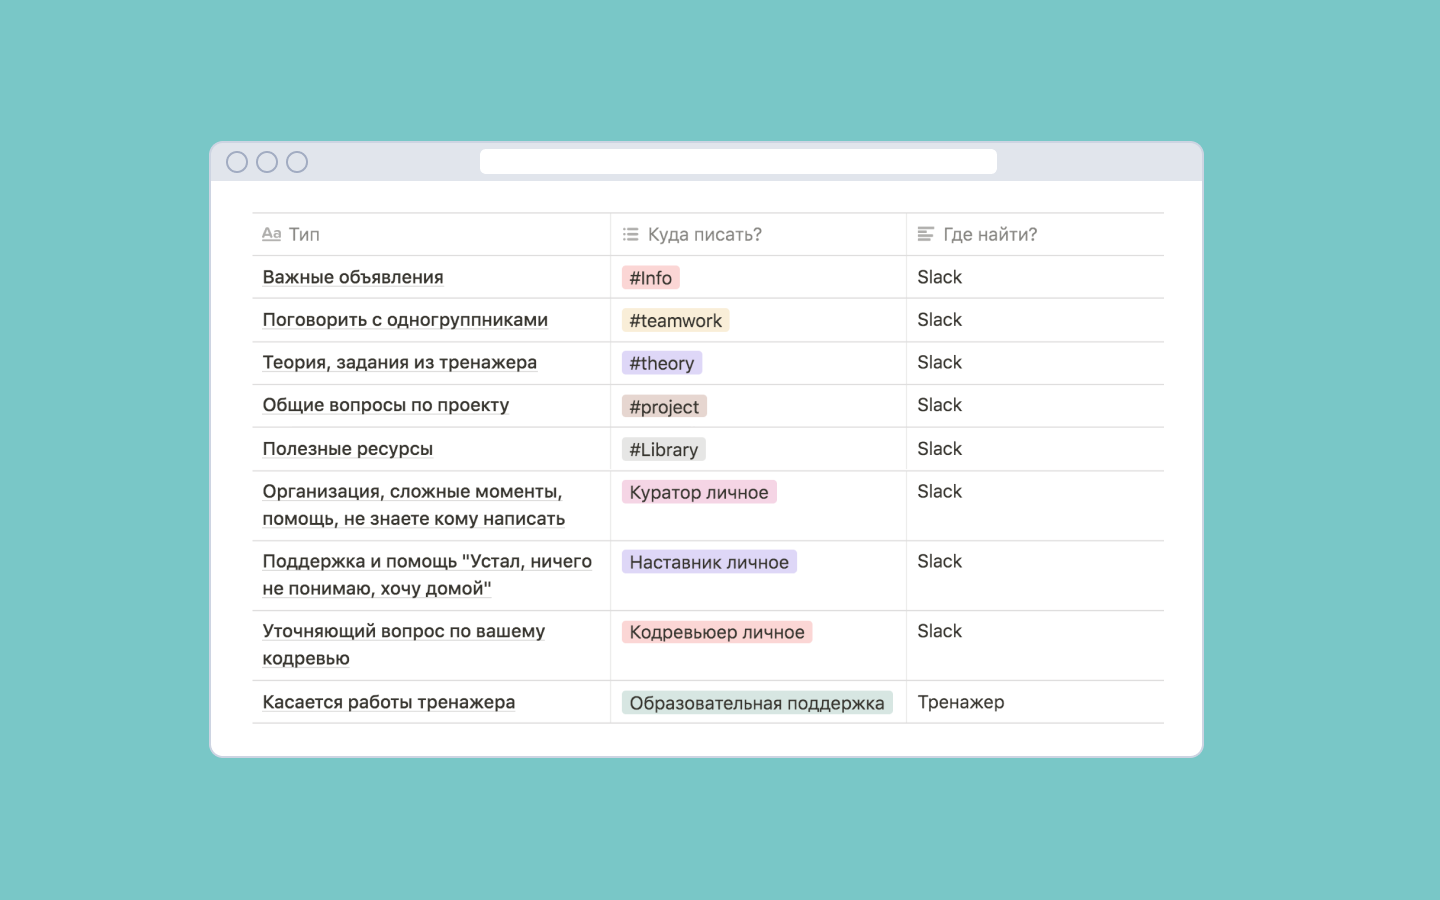 Aa Тип Куда писать? Где найти?
Важные объявления #Info Slack
Поговорить с одногруппниками #teamwork Slack
Теория, задания из тренажера #theory Slack
Общие вопросы по проекту #project Slack
Полезные ресурсы #Library Slack
Организация, сложные моменты, Куратор личное Slack
помощь, не знаете кому написать
Поддержка и помощь "Устал, ничего Наставник личное Slack
не понимаю, хочу домой"
Уточняющий вопрос по вашему Кодревьюер личное Slack
кодревью
Касается работы тренажера Образовательная поддержка Тренажер